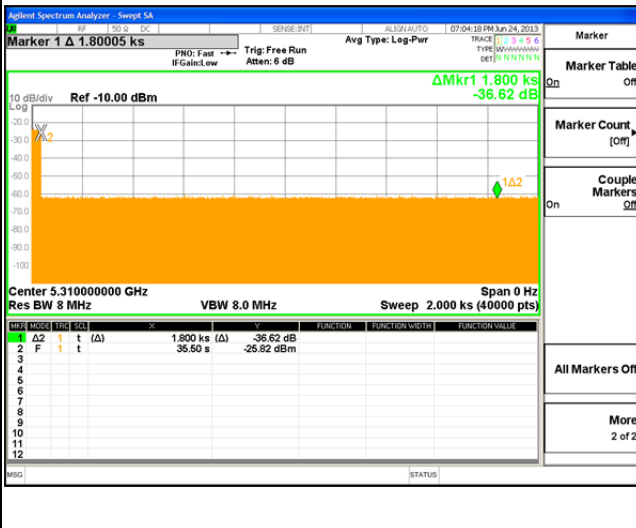 Agilent Spectrum Analyzer - Swept SA
RF 50 Ω DC SENSE:INT ALIGNAUTO 07:04:18 PM Jun 24, 2013
Marker 1 Δ 1.80005 ks
PNO: Fast
IFGain:Low
Trig: Free Run
Atten: 6 dB
Avg Type: Log-Pwr
TRACE 1 2 3 4 5 6
TYPE
DET N N N N N N
ΔMkr1 1.800 ks
-36.62 dB
10 dB/div Ref -10.00 dBm
Log
-20.0
-30.0
-40.0
-50.0
-60.0
-70.0
-80.0
-90.0
-100
2
1Δ2
Center 5.310000000 GHz Span 0 Hz
Res BW 8 MHz VBW 8.0 MHz Sweep 2.000 ks (40000 pts)
MKR MODE TRC SCL X Y FUNCTION FUNCTION WIDTH FUNCTION VALUE
1 Δ2 1 t (Δ) 1.800 ks (Δ) -36.62 dB
2 F 1 t 35.50 s -25.82 dBm
3
4
5
6
7
8
9
10
11
12
MSG STATUS
Marker
Marker Table
On Off
Marker Count
[Off]
Couple
Markers
On Off
All Markers Off
More
2 of 2